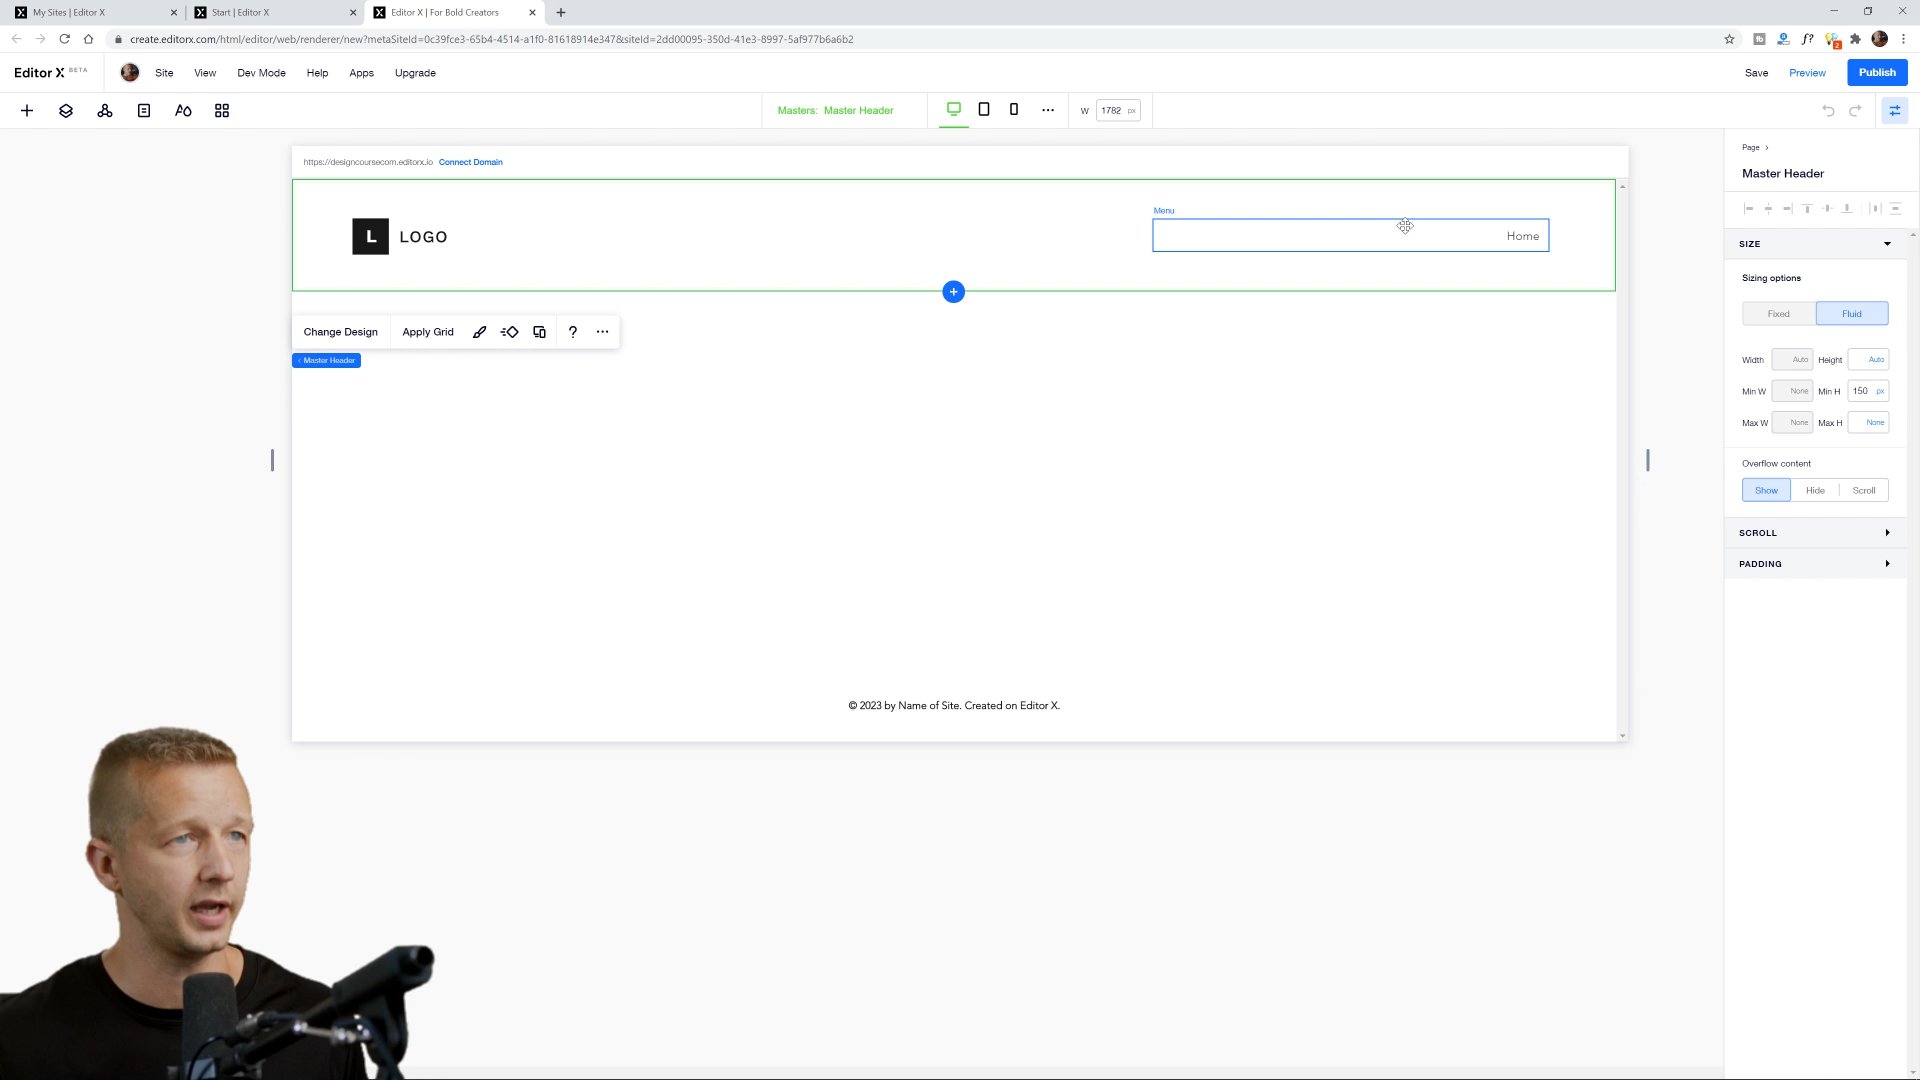 My Sites | Editor X
Start | Editor X
Editor X | For Bold Creators
create.editorx.com/html/editor/web/renderer/new?metaSiteId=0c39fce3-65b4-4514-a1f0-81618914e347&siteId=2dd00095-350d-41e3-8997-5af977b6a6b2
f?
2
Editor X BETA
Site
View
Dev Mode
Help
Apps
Upgrade
Save
Preview
Publish
Masters: Master Header
W
1782 px
https://designcoursecom.editorx.io Connect Domain
Page >
Master Header
Menu
L LOGO
Home
SIZE
Sizing options
Fixed
Fluid
Change Design
Apply Grid
?
< Master Header
Width Auto Height Auto
Min W None Min H 150 px
Max W None Max H None
Overflow content
Show
Hide
Scroll
SCROLL
PADDING
© 2023 by Name of Site. Created on Editor X.